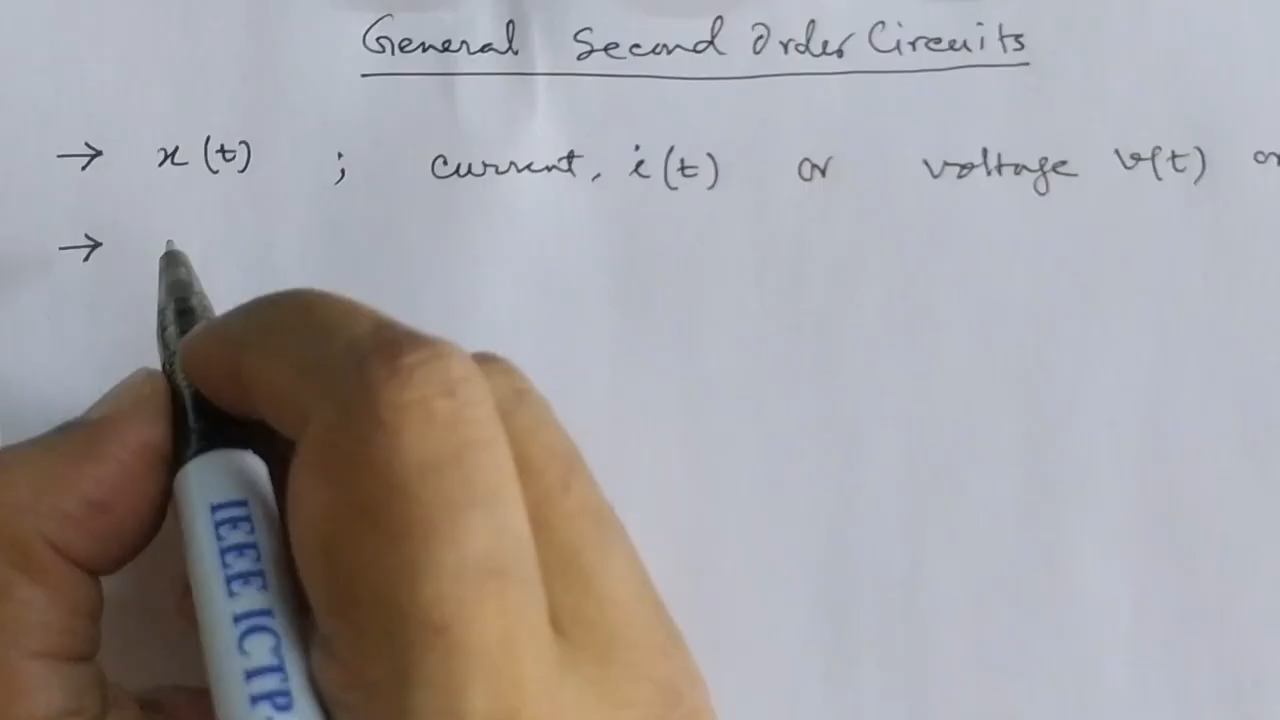 General Second Order Circuits
→ x(t) ; current, i(t) or voltage v(t) or
→
IEEE ICTP